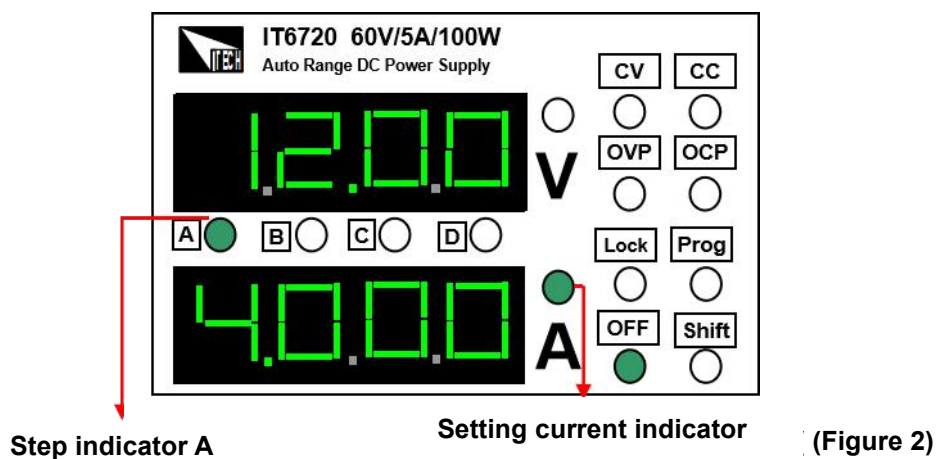 IT6720 60V/5A/100W
ITECH
Auto Range DC Power Supply
CV CC
12.00
V
OVP OCP
A B C D
Lock Prog
4.000
A
OFF Shift
Step indicator A
Setting current indicator
(Figure 2)